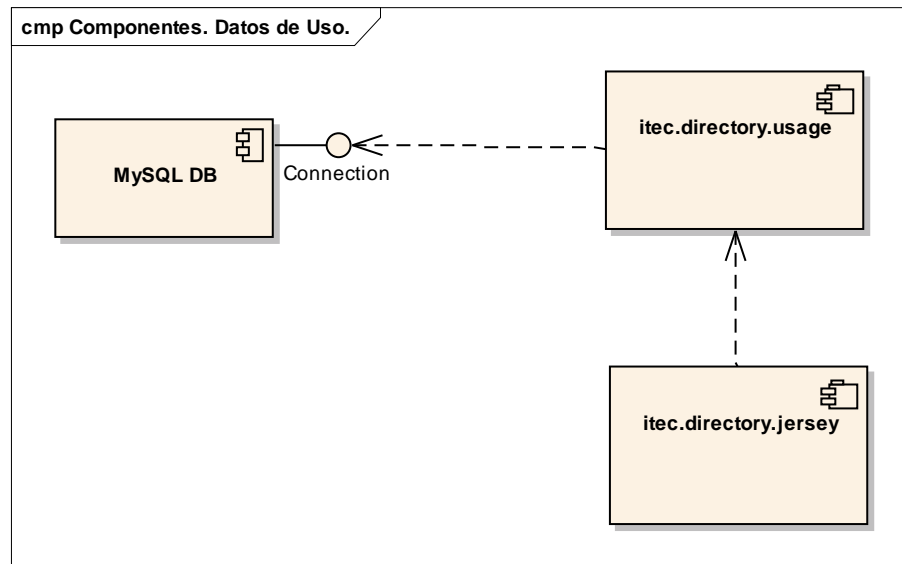 cmp Componentes. Datos de Uso.
itec.directory.usage
MySQL DB
Connection
itec.directory.jersey